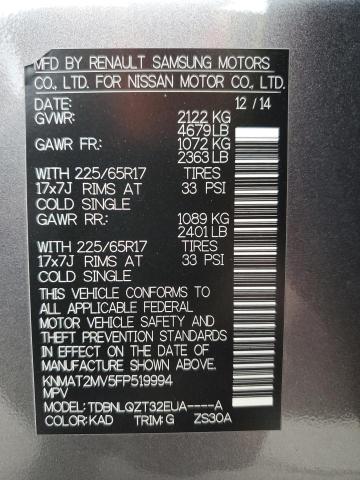 MFD BY RENAULT SAMSUNG MOTORS
CO., LTD. FOR NISSAN MOTOR CO., LTD.
DATE: 12 / 14
GVWR: 2122 KG
4679 LB
GAWR FR: 1072 KG
2363 LB
WITH 225/65R17 TIRES
17x7J RIMS AT 33 PSI
COLD SINGLE
GAWR RR: 1089 KG
2401 LB
WITH 225/65R17 TIRES
17x7J RIMS AT 33 PSI
COLD SINGLE
THIS VEHICLE CONFORMS TO
ALL APPLICABLE FEDERAL
MOTOR VEHICLE SAFETY AND
THEFT PREVENTION STANDARDS
IN EFFECT ON THE DATE OF
MANUFACTURE SHOWN ABOVE
KNMAT2MV5FP519994
MPV
MODEL: TDBNLGZT32EUA----A
COLOR: KAD TRIM: G ZS30A